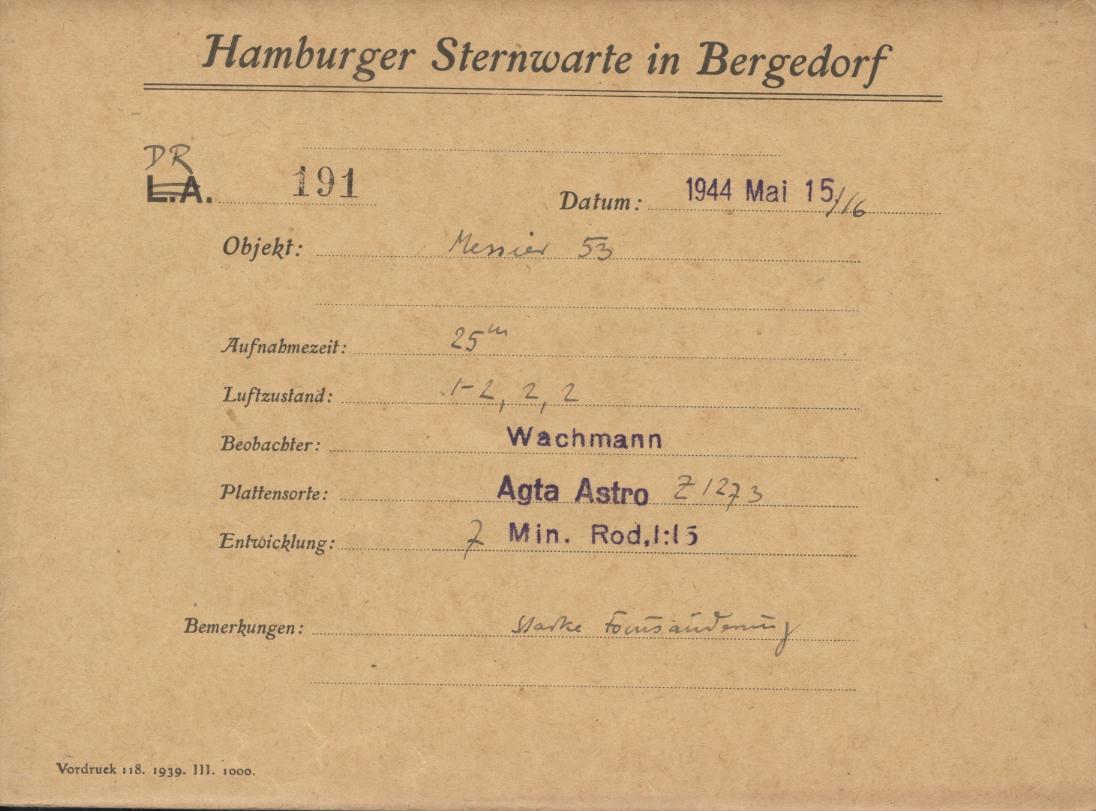 Hamburger Sternwarte in Bergedorf
DR
L.A. 191
Datum: 1944 Mai 15/16
Objekt: Messier 53
Aufnahmezeit: 25m
Luftzustand: 1-2, 2, 2
Beobachter: Wachmann
Plattensorte: Agfa Astro Z 1273
Entwicklung: 7 Min. Rod, 1:15
Bemerkungen: Starke Fokusänderung
Vordruck 118. 1939. III. 1000.